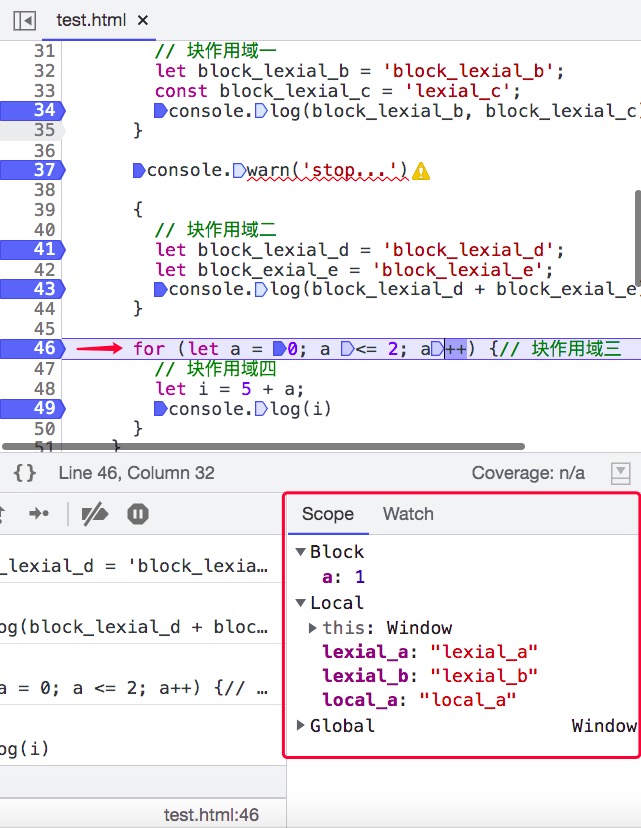 test.html ×
31 // 块作用域一
32 let block_lexial_b = 'block_lexial_b';
33 const block_lexial_c = 'lexial_c';
34 console.log(block_lexial_b, block_lexial_c
35 }
36
37 console.warn('stop...')
38
39 {
40 // 块作用域二
41 let block_lexial_d = 'block_lexial_d';
42 let block_exial_e = 'block_lexial_e';
43 console.log(block_lexial_d + block_exial_e
44 }
45
46 for (let a = 0; a <= 2; a++) {// 块作用域三
47 // 块作用域四
48 let i = 5 + a;
49 console.log(i)
50 }
51 }
{} Line 46, Column 32 Coverage: n/a
Scope Watch
_lexial_d = 'block_lexia…
og(block_lexial_d + bloc…
a = 0; a <= 2; a++) {// …
og(i)
test.html:46
Block
a: 1
Local
this: Window
lexial_a: "lexial_a"
lexial_b: "lexial_b"
local_a: "local_a"
Global Window